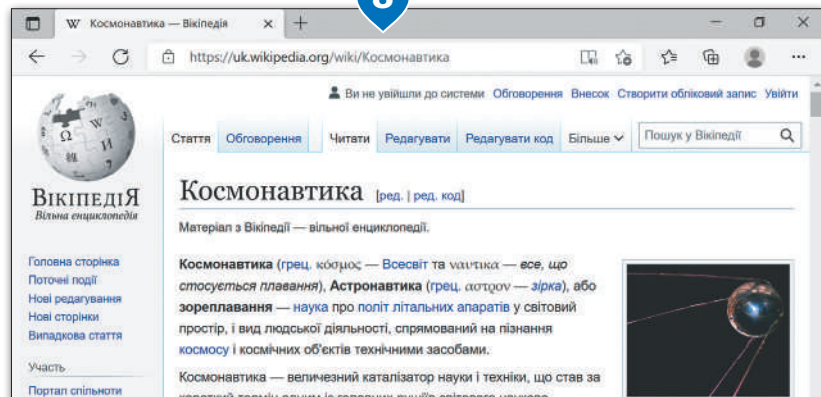 6
Космонавтика — Вікіпедія
https://uk.wikipedia.org/wiki/Космонавтика
Ви не увійшли до системи Обговорення Внесок Створити обліковий запис Увійти
Стаття Обговорення Читати Редагувати Редагувати код Більше Пошук у Вікіпедії
ВІКІПЕДІЯ
Вільна енциклопедія
Космонавтика [ред. | ред. код]
Матеріал з Вікіпедії — вільної енциклопедії.
Головна сторінка
Поточні події
Нові редагування
Нові сторінки
Випадкова стаття
Участь
Портал спільноти
Космонавтика (грец. κόσμος — Всесвіт та ναυτικα — все, що
стосується плавання), Астронавтика (грец. αστρον — зірка), або
зореплавання — наука про політ літальних апаратів у світовий
простір, і вид людської діяльності, спрямований на пізнання
космосу і космічних об'єктів технічними засобами.
Космонавтика — величезний каталізатор науки і техніки, що став за